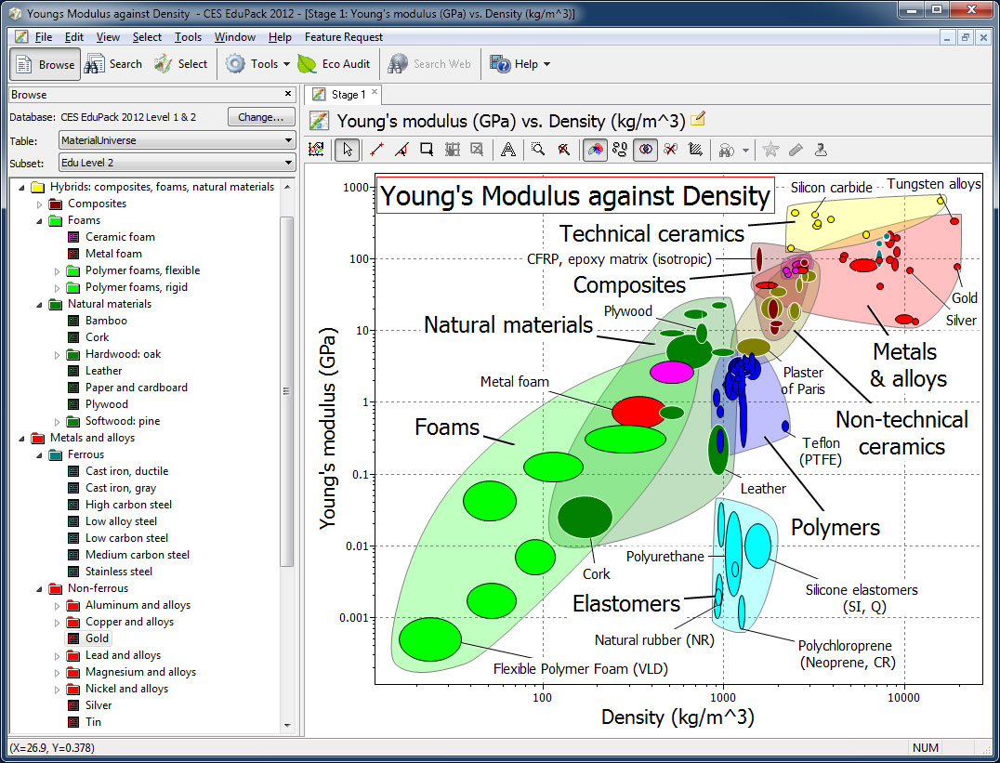 Youngs Modulus against Density - CES EduPack 2012 - [Stage 1: Young's modulus (GPa) vs. Density (kg/m^3)]
File Edit View Select Tools Window Help Feature Request
Browse Search Select Tools Eco Audit Search Web Help
Browse
Database: CES EduPack 2012 Level 1 & 2 Change...
Table: MaterialUniverse
Subset: Edu Level 2
Hybrids: composites, foams, natural materials
Composites
Foams
Ceramic foam
Metal foam
Polymer foams, flexible
Polymer foams, rigid
Natural materials
Bamboo
Cork
Hardwood: oak
Leather
Paper and cardboard
Plywood
Softwood: pine
Metals and alloys
Ferrous
Cast iron, ductile
Cast iron, gray
High carbon steel
Low alloy steel
Low carbon steel
Medium carbon steel
Stainless steel
Non-ferrous
Aluminum and alloys
Copper and alloys
Gold
Lead and alloys
Magnesium and alloys
Nickel and alloys
Silver
Tin
Stage 1
Young's modulus (GPa) vs. Density (kg/m^3)
Young's Modulus against Density
Silicon carbide
Tungsten alloys
Technical ceramics
CFRP, epoxy matrix (isotropic)
Composites
Plywood
Natural materials
Metal foam
Foams
Gold
Silver
Metals
& alloys
Plaster
of Paris
Non-technical
ceramics
Teflon
(PTFE)
Leather
Polymers
Cork
Polyurethane
Elastomers
Silicone elastomers
(SI, Q)
Natural rubber (NR)
Polychloroprene
(Neoprene, CR)
Flexible Polymer Foam (VLD)
Young's modulus (GPa)
1000
100
10
1
0.1
0.01
0.001
100 1000 10000
Density (kg/m^3)
(X=26.9, Y=0.378) NUM